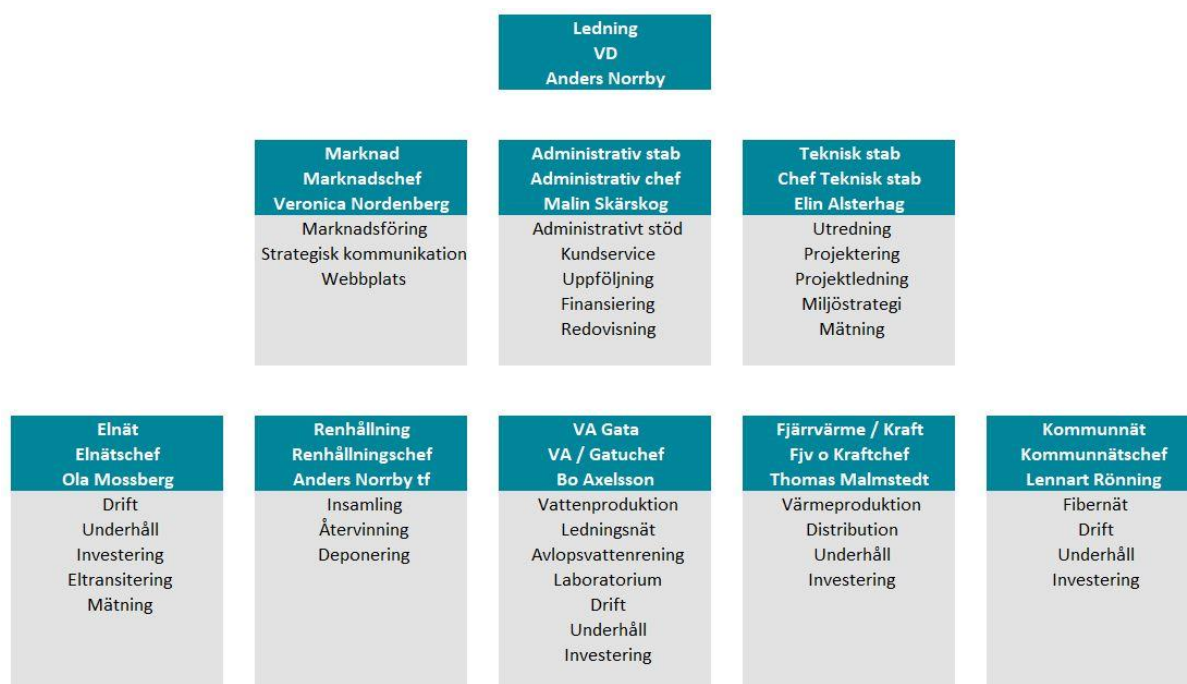 Ledning
VD
Anders Norrby
Marknad
Marknadschef
Veronica Nordenberg
Marknadsföring
Strategisk kommunikation
Webbplats
Administrativ stab
Administrativ chef
Malin Skärskog
Administrativt stöd
Kundservice
Uppföljning
Finansiering
Redovisning
Teknisk stab
Chef Teknisk stab
Elin Alsterhag
Utredning
Projektering
Projektledning
Miljöstrategi
Mätning
Elnät
Elnätschef
Ola Mossberg
Drift
Underhåll
Investering
Eltransitering
Mätning
Renhållning
Renhållningschef
Anders Norrby tf
Insamling
Återvinning
Deponering
VA Gata
VA / Gatuchef
Bo Axelsson
Vattenproduktion
Ledningsnät
Avlopsvattenrening
Laboratorium
Drift
Underhåll
Investering
Fjärrvärme / Kraft
Fjv o Kraftchef
Thomas Malmstedt
Värmeproduktion
Distribution
Underhåll
Investering
Kommunnät
Kommunnätschef
Lennart Rönning
Fibernät
Drift
Underhåll
Investering